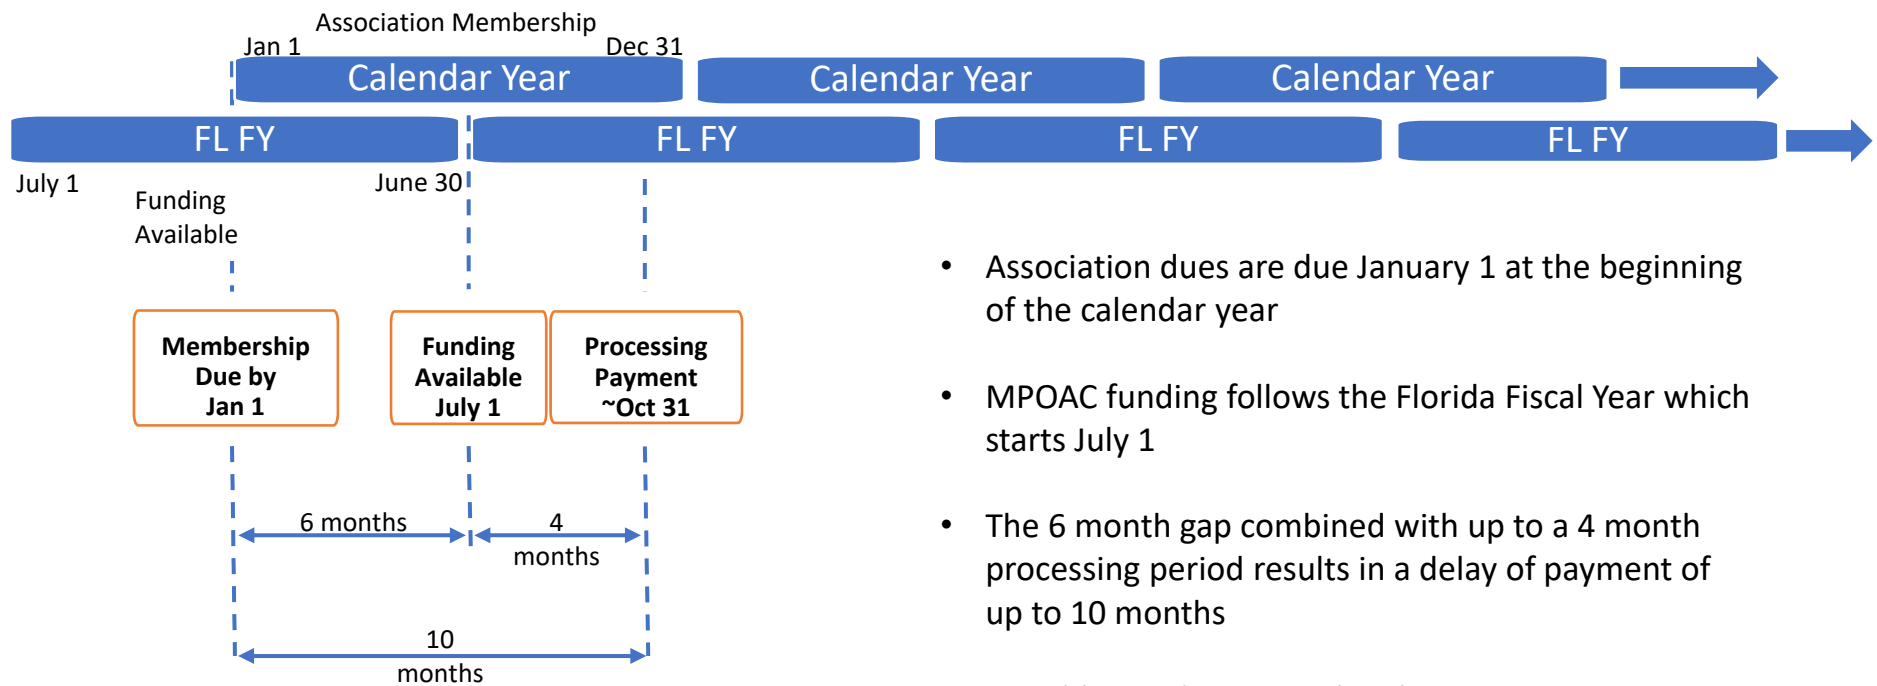 Association Membership
Jan 1
Dec 31
Calendar Year
Calendar Year
Calendar Year
FL FY
FL FY
FL FY
FL FY
July 1
June 30
Funding
Available
Membership
Due by
Jan 1
Funding
Available
July 1
Processing
Payment
~Oct 31
6 months
4
months
10
months
• Association dues are due January 1 at the beginning
of the calendar year
• MPOAC funding follows the Florida Fiscal Year which
starts July 1
• The 6 month gap combined with up to a 4 month
processing period results in a delay of payment of
up to 10 months